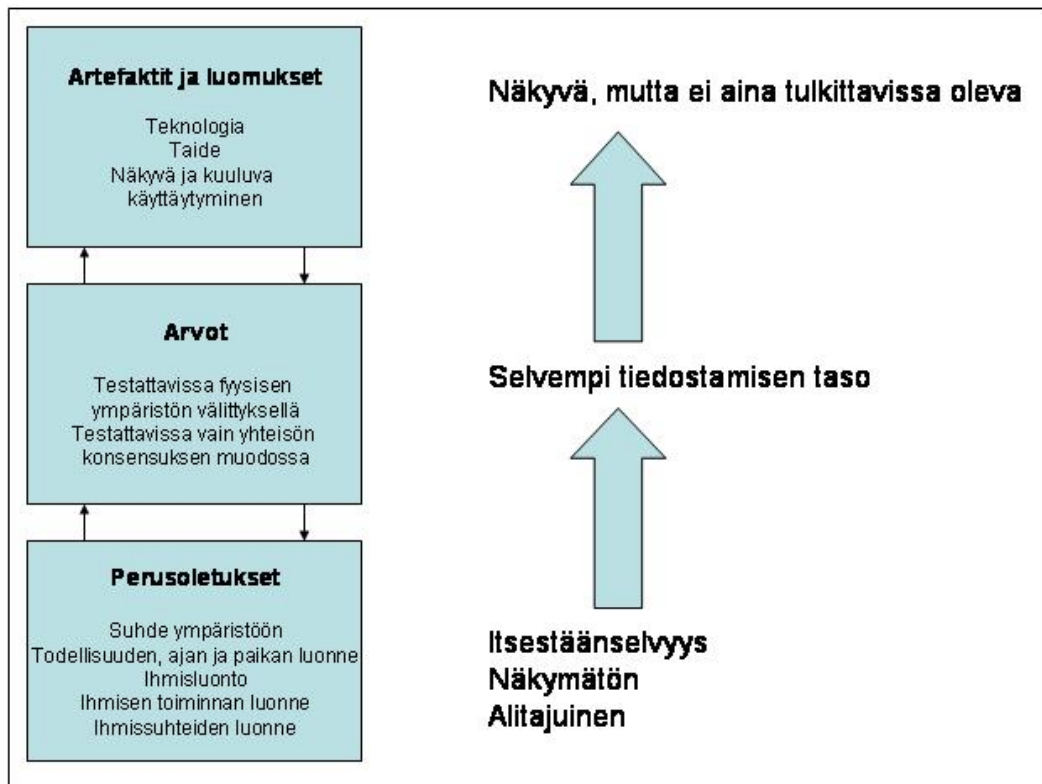 Artefaktit ja luomukset
Teknologia
Taide
Näkyvä ja kuuluva
käyttäytyminen
Näkyvä, mutta ei aina tulkittavissa oleva
Arvot
Testattavissa fyysisen
ympäristön välittyksellä
Testattavissa vain yhteisön
konsensuksen muodossa
Selvempi tiedostamisen taso
Perusoletukset
Suhde ympäristöön
Todellisuuden, ajan ja paikan luonne
Ihmisluonto
Ihmisen toiminnan luonne
Ihmissuhteiden luonne
Itsestäänselvyys
Näkymätön
Alitajuinen